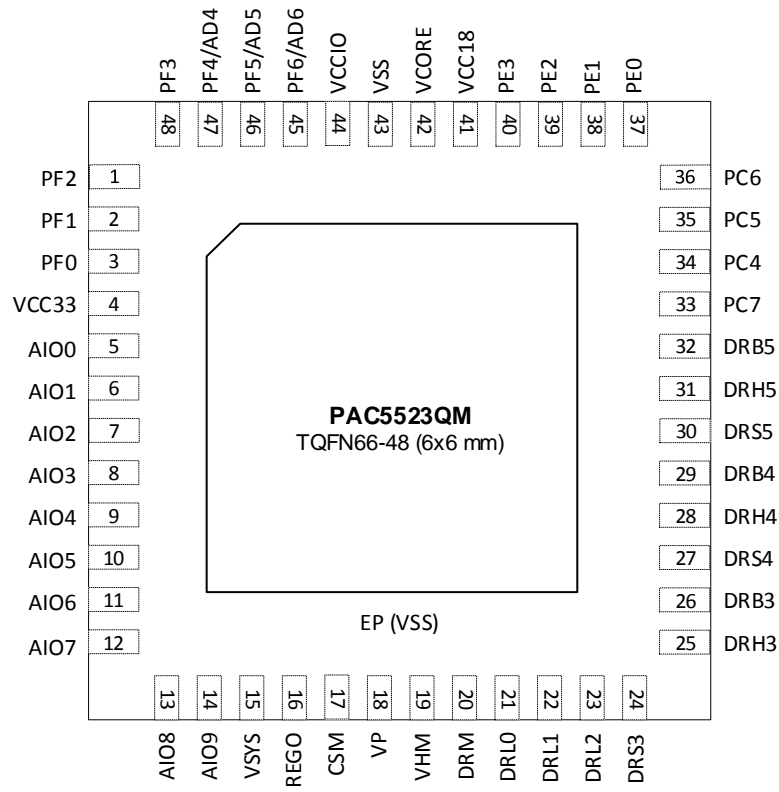 PF3
PF4/AD4
PF5/AD5
PF6/AD6
VCCIO
VSS
VCORE
VCC18
PE3
PE2
PE1
PE0
48
47
46
45
44
43
42
41
40
39
38
37
PF2 1
PF1 2
PF0 3
VCC33 4
AIO0 5
AIO1 6
AIO2 7
AIO3 8
AIO4 9
AIO5 10
AIO6 11
AIO7 12
PAC5523QM
TQFN66-48 (6x6 mm)
EP (VSS)
36 PC6
35 PC5
34 PC4
33 PC7
32 DRB5
31 DRH5
30 DRS5
29 DRB4
28 DRH4
27 DRS4
26 DRB3
25 DRH3
13
14
15
16
17
18
19
20
21
22
23
24
AIO8
AIO9
VSYS
REGO
CSM
VP
VHM
DRM
DRL0
DRL1
DRL2
DRS3